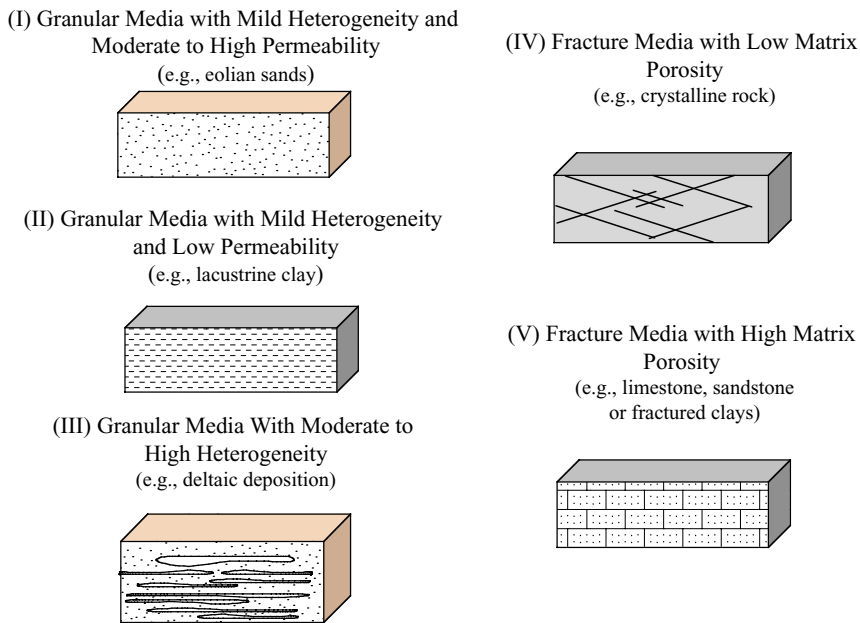 (I) Granular Media with Mild Heterogeneity and
Moderate to High Permeability
(e.g., eolian sands)
(II) Granular Media with Mild Heterogeneity
and Low Permeability
(e.g., lacustrine clay)
(III) Granular Media With Moderate to
High Heterogeneity
(e.g., deltaic deposition)
(IV) Fracture Media with Low Matrix
Porosity
(e.g., crystalline rock)
(V) Fracture Media with High Matrix
Porosity
(e.g., limestone, sandstone
or fractured clays)